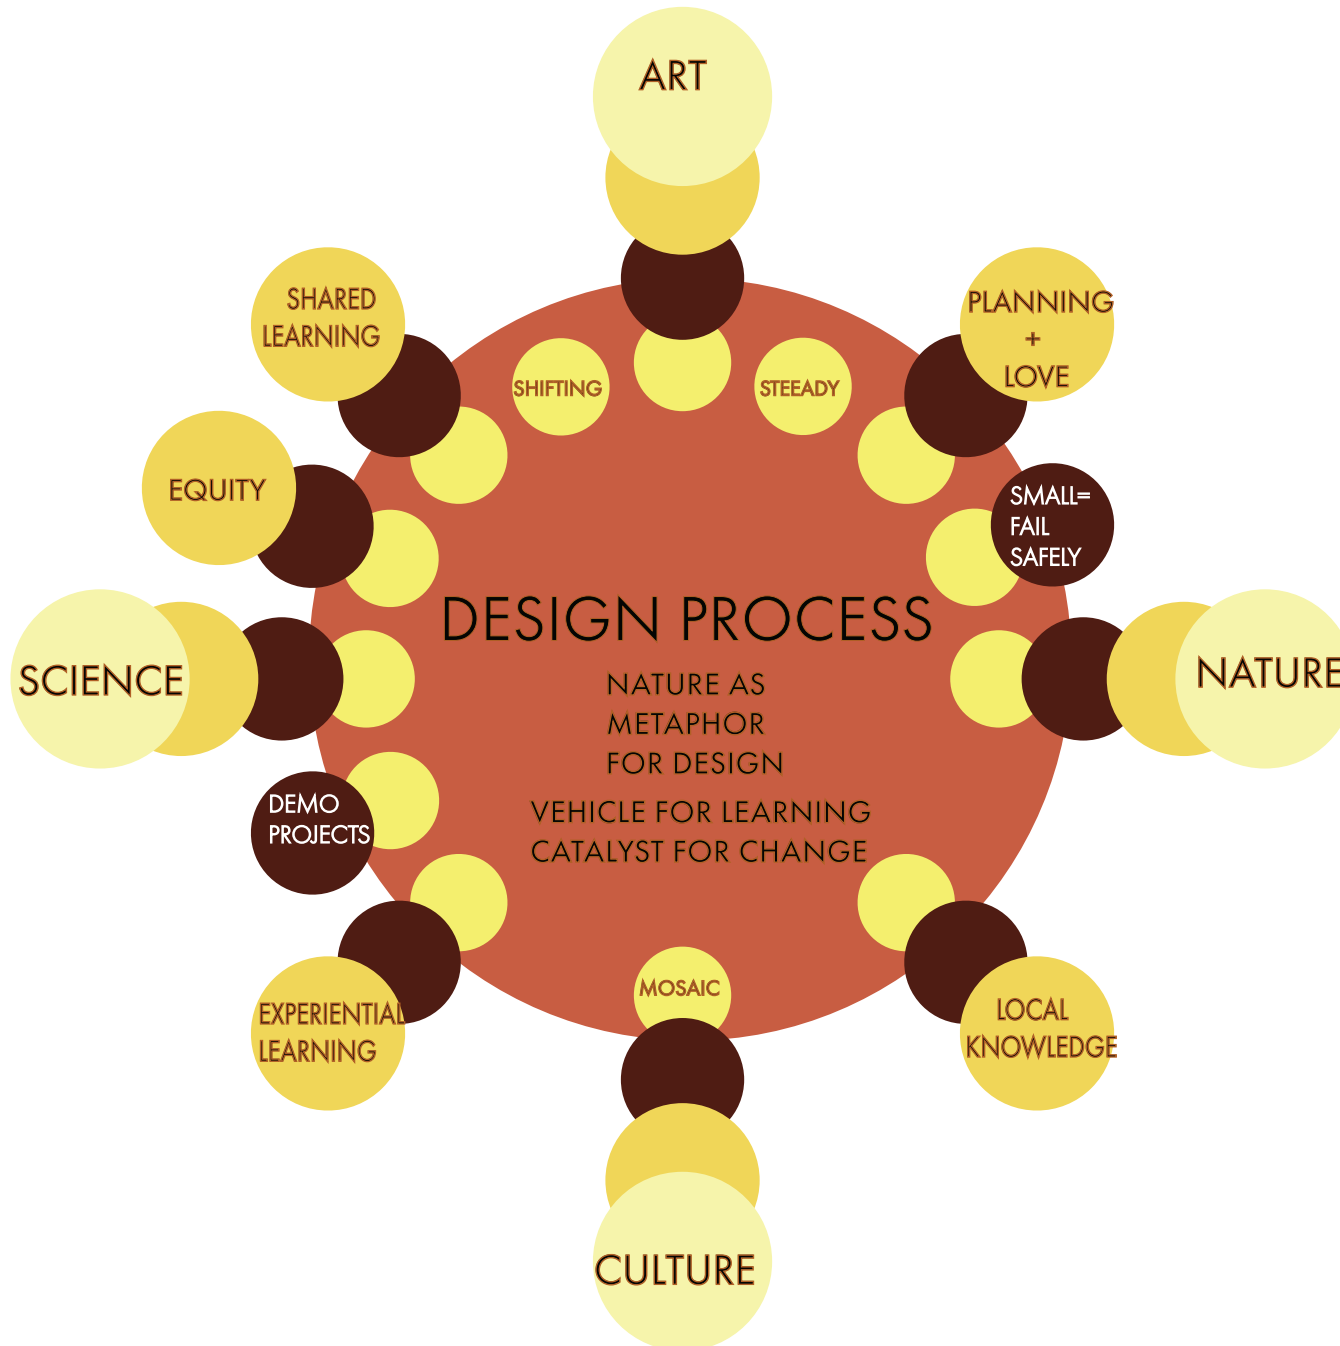 ART
SHARED
LEARNING
PLANNING
+
LOVE
SHIFTING
STEEADY
EQUITY
SMALL=
FAIL
SAFELY
DESIGN PROCESS
SCIENCE
NATURE
NATURE AS
METAPHOR
FOR DESIGN
VEHICLE FOR LEARNING
CATALYST FOR CHANGE
DEMO
PROJECTS
MOSAIC
EXPERIENTIAL
LEARNING
LOCAL
KNOWLEDGE
CULTURE